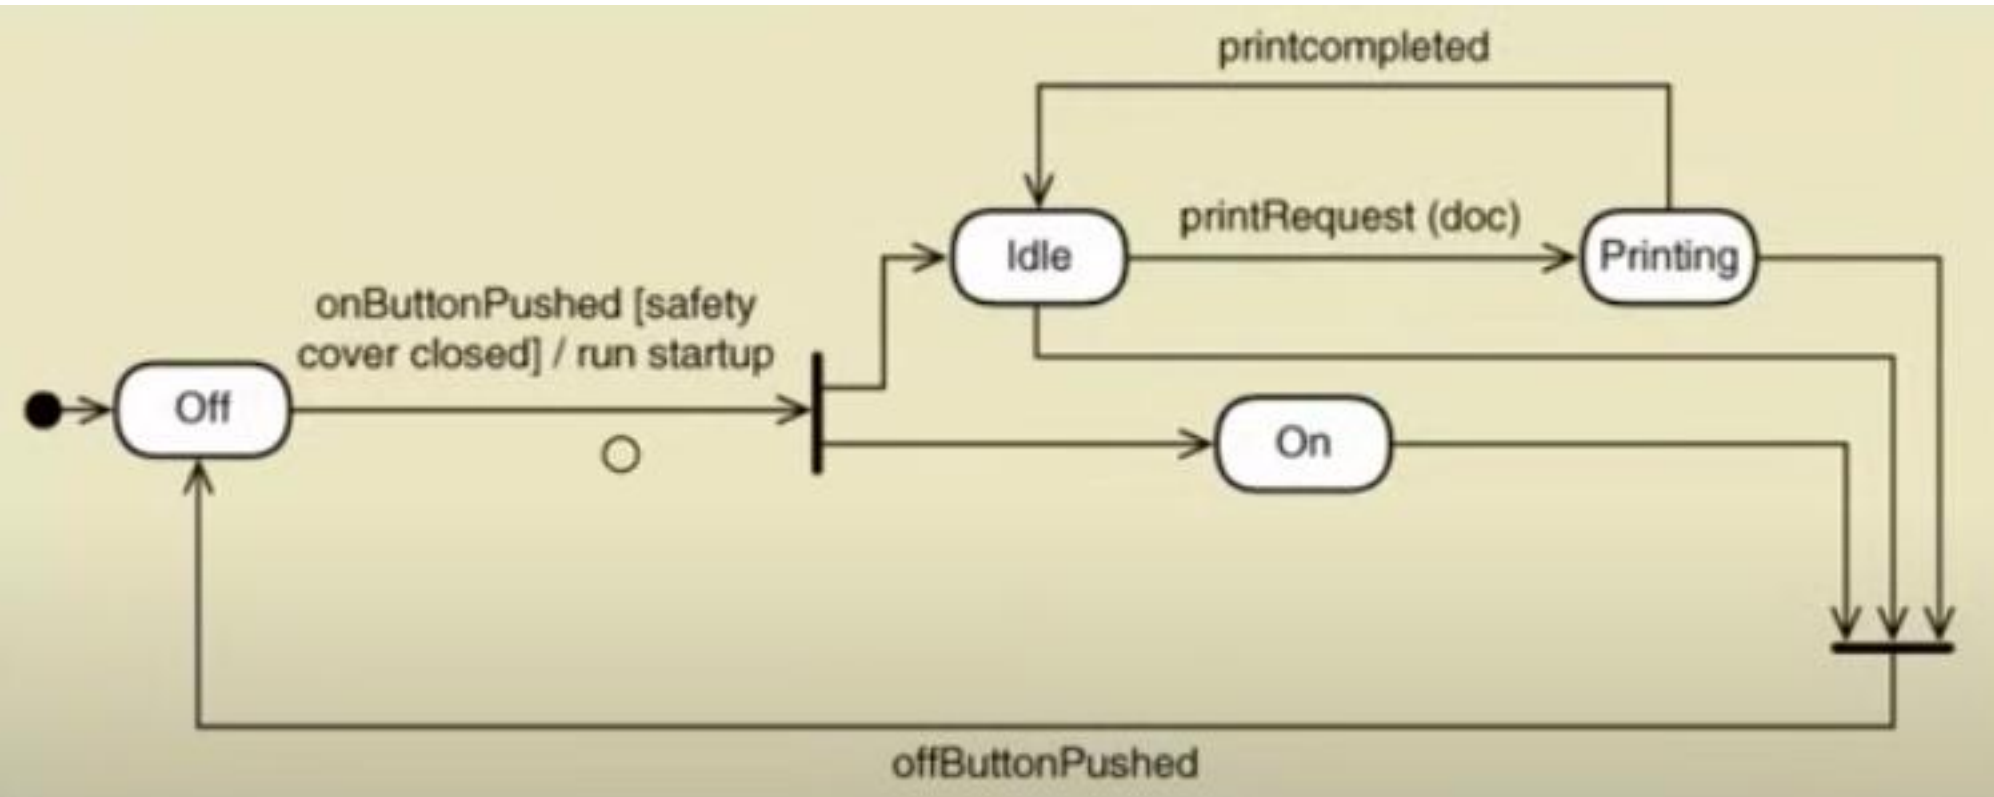 printcompleted
printRequest (doc)
Idle
Printing
onButtonPushed [safety
cover closed] / run startup
Off
On
offButtonPushed